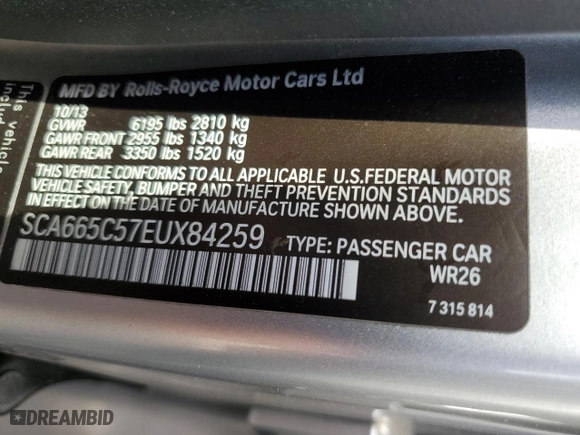 This vehicle
includ
MFD BY Rolls-Royce Motor Cars Ltd
10/13
GVWR 6195 lbs 2810 kg
GAWR FRONT 2955 lbs 1340 kg
GAWR REAR 3350 lbs 1520 kg
THIS VEHICLE CONFORMS TO ALL APPLICABLE U.S.FEDERAL MOTOR
VEHICLE SAFETY, BUMPER AND THEFT PREVENTION STANDARDS
IN EFFECT ON THE DATE OF MANUFACTURE SHOWN ABOVE.
SCA665C57EUX84259 TYPE: PASSENGER CAR
WR26
7 315 814
DREAMBID